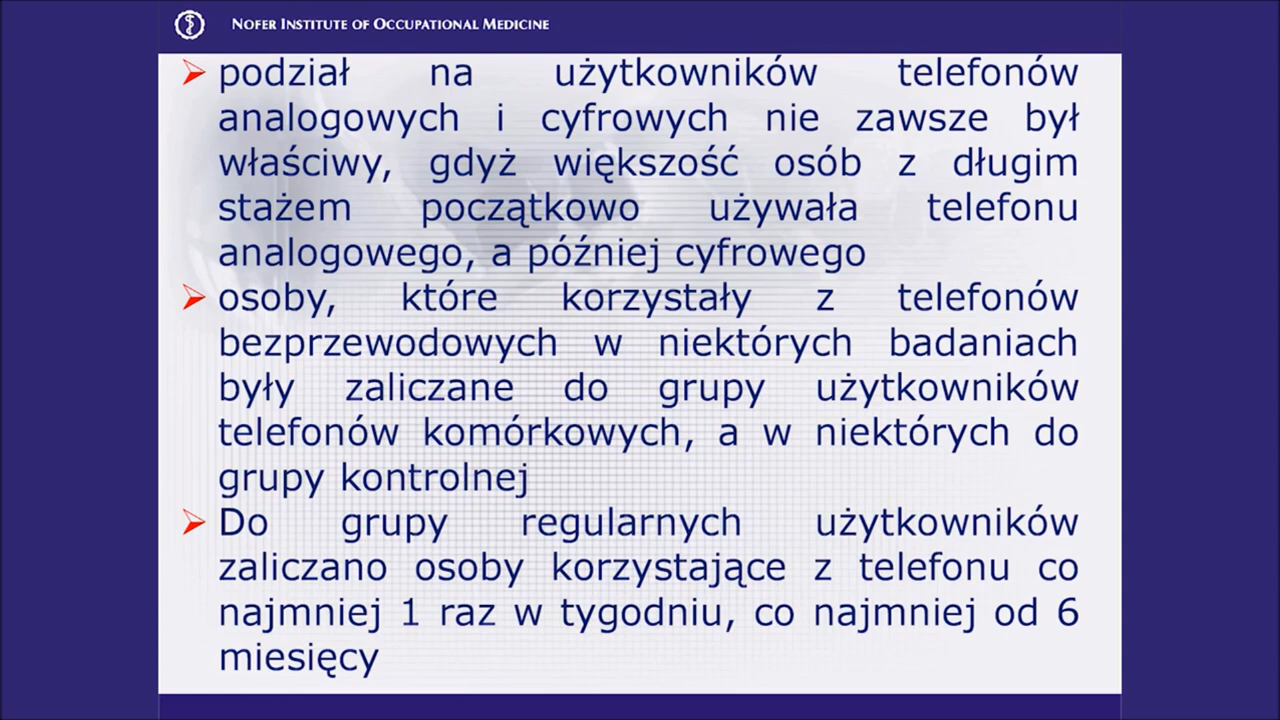 NOFER INSTITUTE OF OCCUPATIONAL MEDICINE
podział na użytkowników telefonów
analogowych i cyfrowych nie zawsze był
właściwy, gdyż większość osób z długim
stażem początkowo używała telefonu
analogowego, a później cyfrowego
osoby, które korzystały z telefonów
bezprzewodowych w niektórych badaniach
były zaliczane do grupy użytkowników
telefonów komórkowych, a w niektórych do
grupy kontrolnej
Do grupy regularnych użytkowników
zaliczano osoby korzystające z telefonu co
najmniej 1 raz w tygodniu, co najmniej od 6
miesięcy